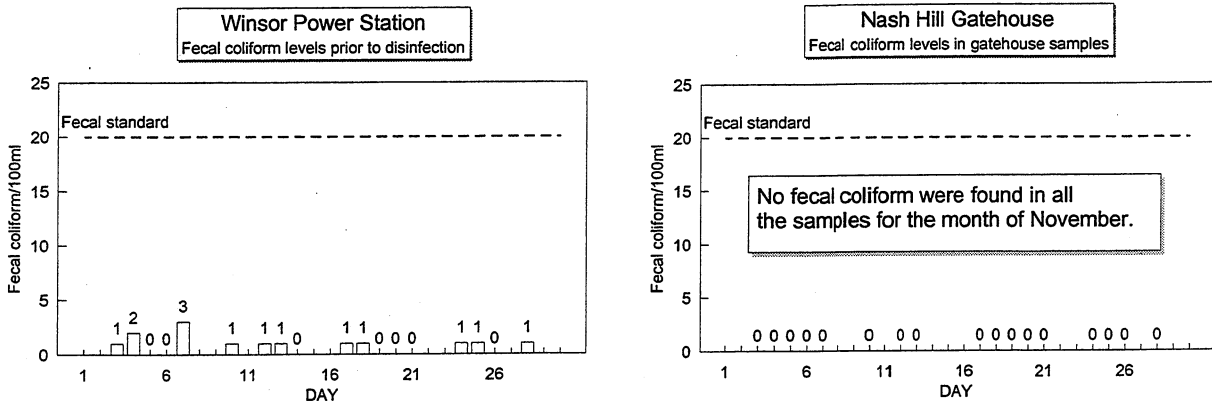 Winsor Power Station
Fecal coliform levels prior to disinfection
25
20
15
10
5
0
Fecal coliform/100ml
Fecal standard
1 2 0 0 3 1 1 1 0 1 1 0 0 0 1 1 0 1
1 6 11 16 21 26
DAY
Nash Hill Gatehouse
Fecal coliform levels in gatehouse samples
25
20
15
10
5
0
Fecal coliform/100ml
Fecal standard
No fecal coliform were found in all
the samples for the month of November.
0 0 0 0 0 0 0 0 0 0 0 0 0 0 0 0 0
1 6 11 16 21 26
DAY